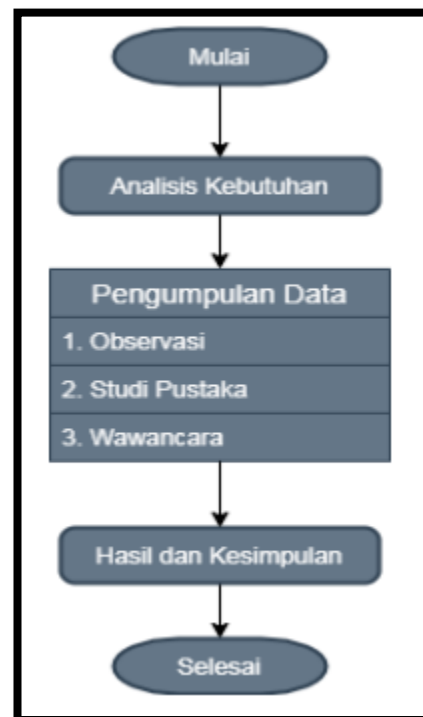 Mulai
Analisis Kebutuhan
Pengumpulan Data
1. Observasi
2. Studi Pustaka
3. Wawancara
Hasil dan Kesimpulan
Selesai